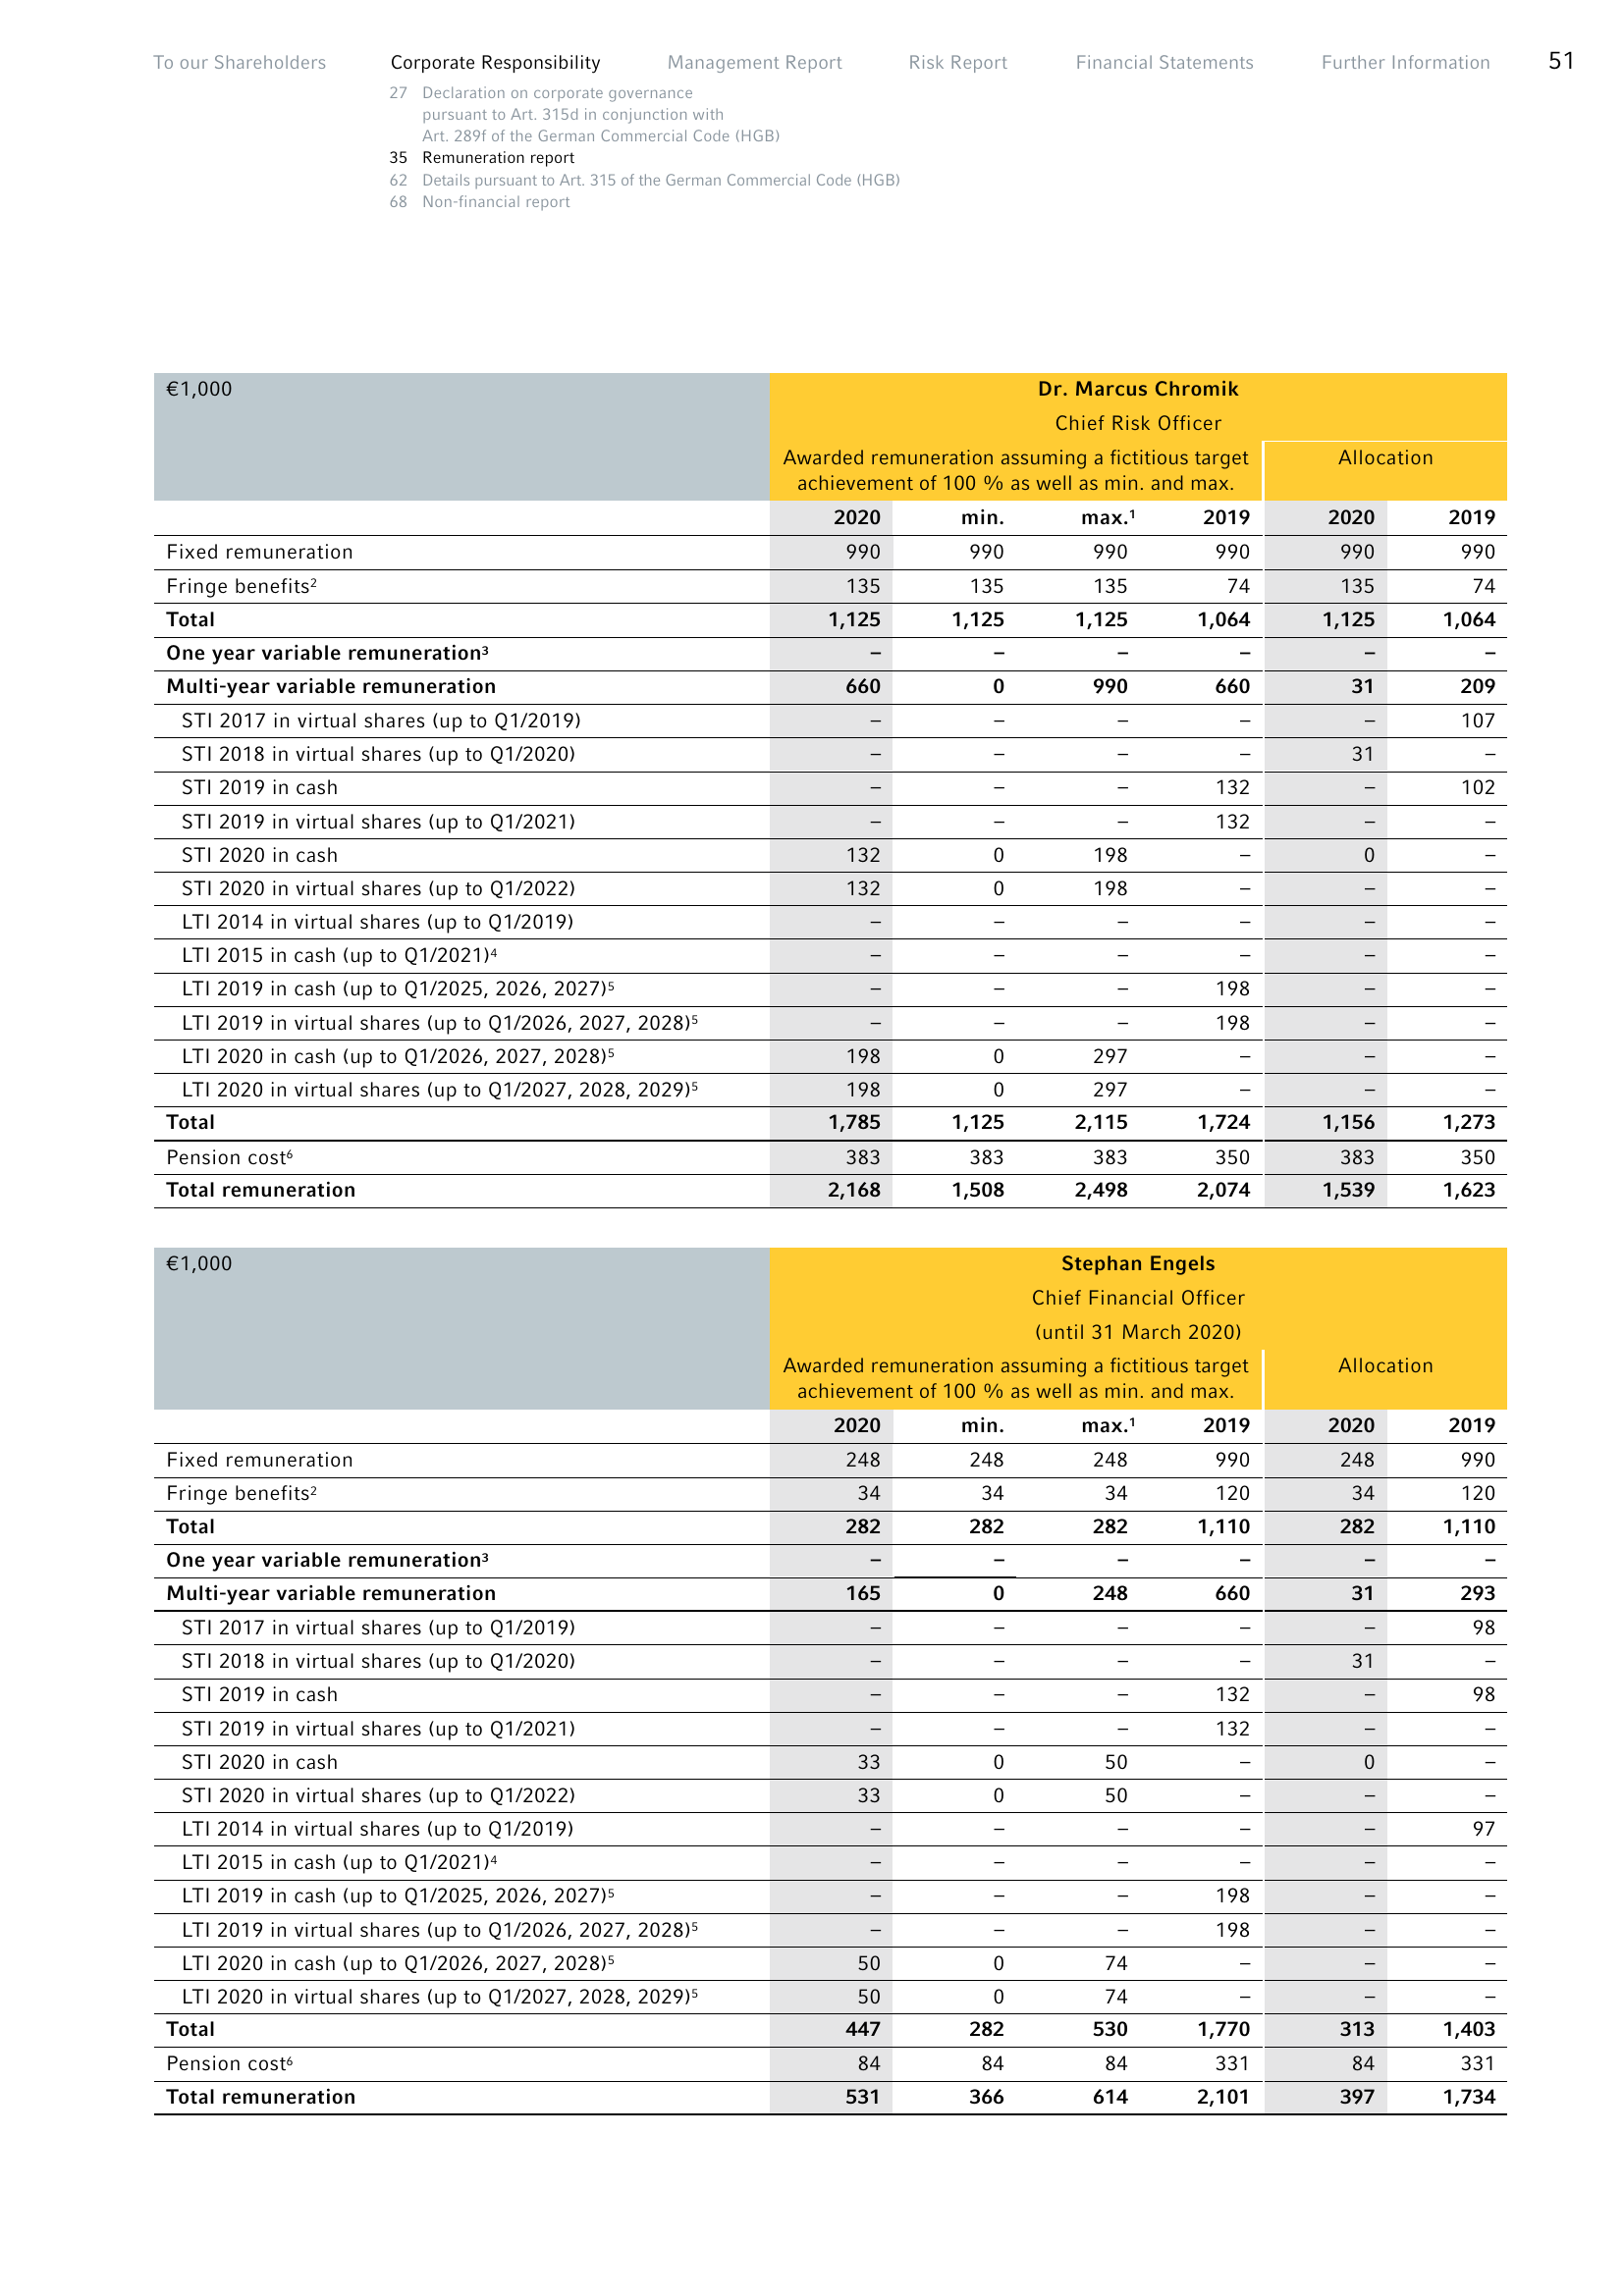 To our Shareholders Corporate Responsibility Management Report Risk Report Financial Statements Further Information 51
27 Declaration on corporate governance
pursuant to Art. 315d in conjunction with
Art. 289f of the German Commercial Code (HGB)
35 Remuneration report
62 Details pursuant to Art. 315 of the German Commercial Code (HGB)
68 Non-financial report
€1,000 Dr. Marcus Chromik
Chief Risk Officer
Awarded remuneration assuming a fictitious target Allocation
achievement of 100 % as well as min. and max.
2020 min. max.¹ 2019 2020 2019
Fixed remuneration 990 990 990 990 990 990
Fringe benefits² 135 135 135 74 135 74
Total 1,125 1,125 1,125 1,064 1,125 1,064
One year variable remuneration³ – – – – – –
Multi-year variable remuneration 660 0 990 660 31 209
STI 2017 in virtual shares (up to Q1/2019) – – – – – 107
STI 2018 in virtual shares (up to Q1/2020) – – – – 31 –
STI 2019 in cash – – – 132 – 102
STI 2019 in virtual shares (up to Q1/2021) – – – 132 – –
STI 2020 in cash 132 0 198 – 0 –
STI 2020 in virtual shares (up to Q1/2022) 132 0 198 – – –
LTI 2014 in virtual shares (up to Q1/2019) – – – – – –
LTI 2015 in cash (up to Q1/2021)⁴ – – – – – –
LTI 2019 in cash (up to Q1/2025, 2026, 2027)⁵ – – – 198 – –
LTI 2019 in virtual shares (up to Q1/2026, 2027, 2028)⁵ – – – 198 – –
LTI 2020 in cash (up to Q1/2026, 2027, 2028)⁵ 198 0 297 – – –
LTI 2020 in virtual shares (up to Q1/2027, 2028, 2029)⁵ 198 0 297 – – –
Total 1,785 1,125 2,115 1,724 1,156 1,273
Pension cost⁶ 383 383 383 350 383 350
Total remuneration 2,168 1,508 2,498 2,074 1,539 1,623
€1,000 Stephan Engels
Chief Financial Officer
(until 31 March 2020)
Awarded remuneration assuming a fictitious target Allocation
achievement of 100 % as well as min. and max.
2020 min. max.¹ 2019 2020 2019
Fixed remuneration 248 248 248 990 248 990
Fringe benefits² 34 34 34 120 34 120
Total 282 282 282 1,110 282 1,110
One year variable remuneration³ – – – – – –
Multi-year variable remuneration 165 0 248 660 31 293
STI 2017 in virtual shares (up to Q1/2019) – – – – – 98
STI 2018 in virtual shares (up to Q1/2020) – – – – 31 –
STI 2019 in cash – – – 132 – 98
STI 2019 in virtual shares (up to Q1/2021) – – – 132 – –
STI 2020 in cash 33 0 50 – 0 –
STI 2020 in virtual shares (up to Q1/2022) 33 0 50 – – –
LTI 2014 in virtual shares (up to Q1/2019) – – – – – 97
LTI 2015 in cash (up to Q1/2021)⁴ – – – – – –
LTI 2019 in cash (up to Q1/2025, 2026, 2027)⁵ – – – 198 – –
LTI 2019 in virtual shares (up to Q1/2026, 2027, 2028)⁵ – – – 198 – –
LTI 2020 in cash (up to Q1/2026, 2027, 2028)⁵ 50 0 74 – – –
LTI 2020 in virtual shares (up to Q1/2027, 2028, 2029)⁵ 50 0 74 – – –
Total 447 282 530 1,770 313 1,403
Pension cost⁶ 84 84 84 331 84 331
Total remuneration 531 366 614 2,101 397 1,734